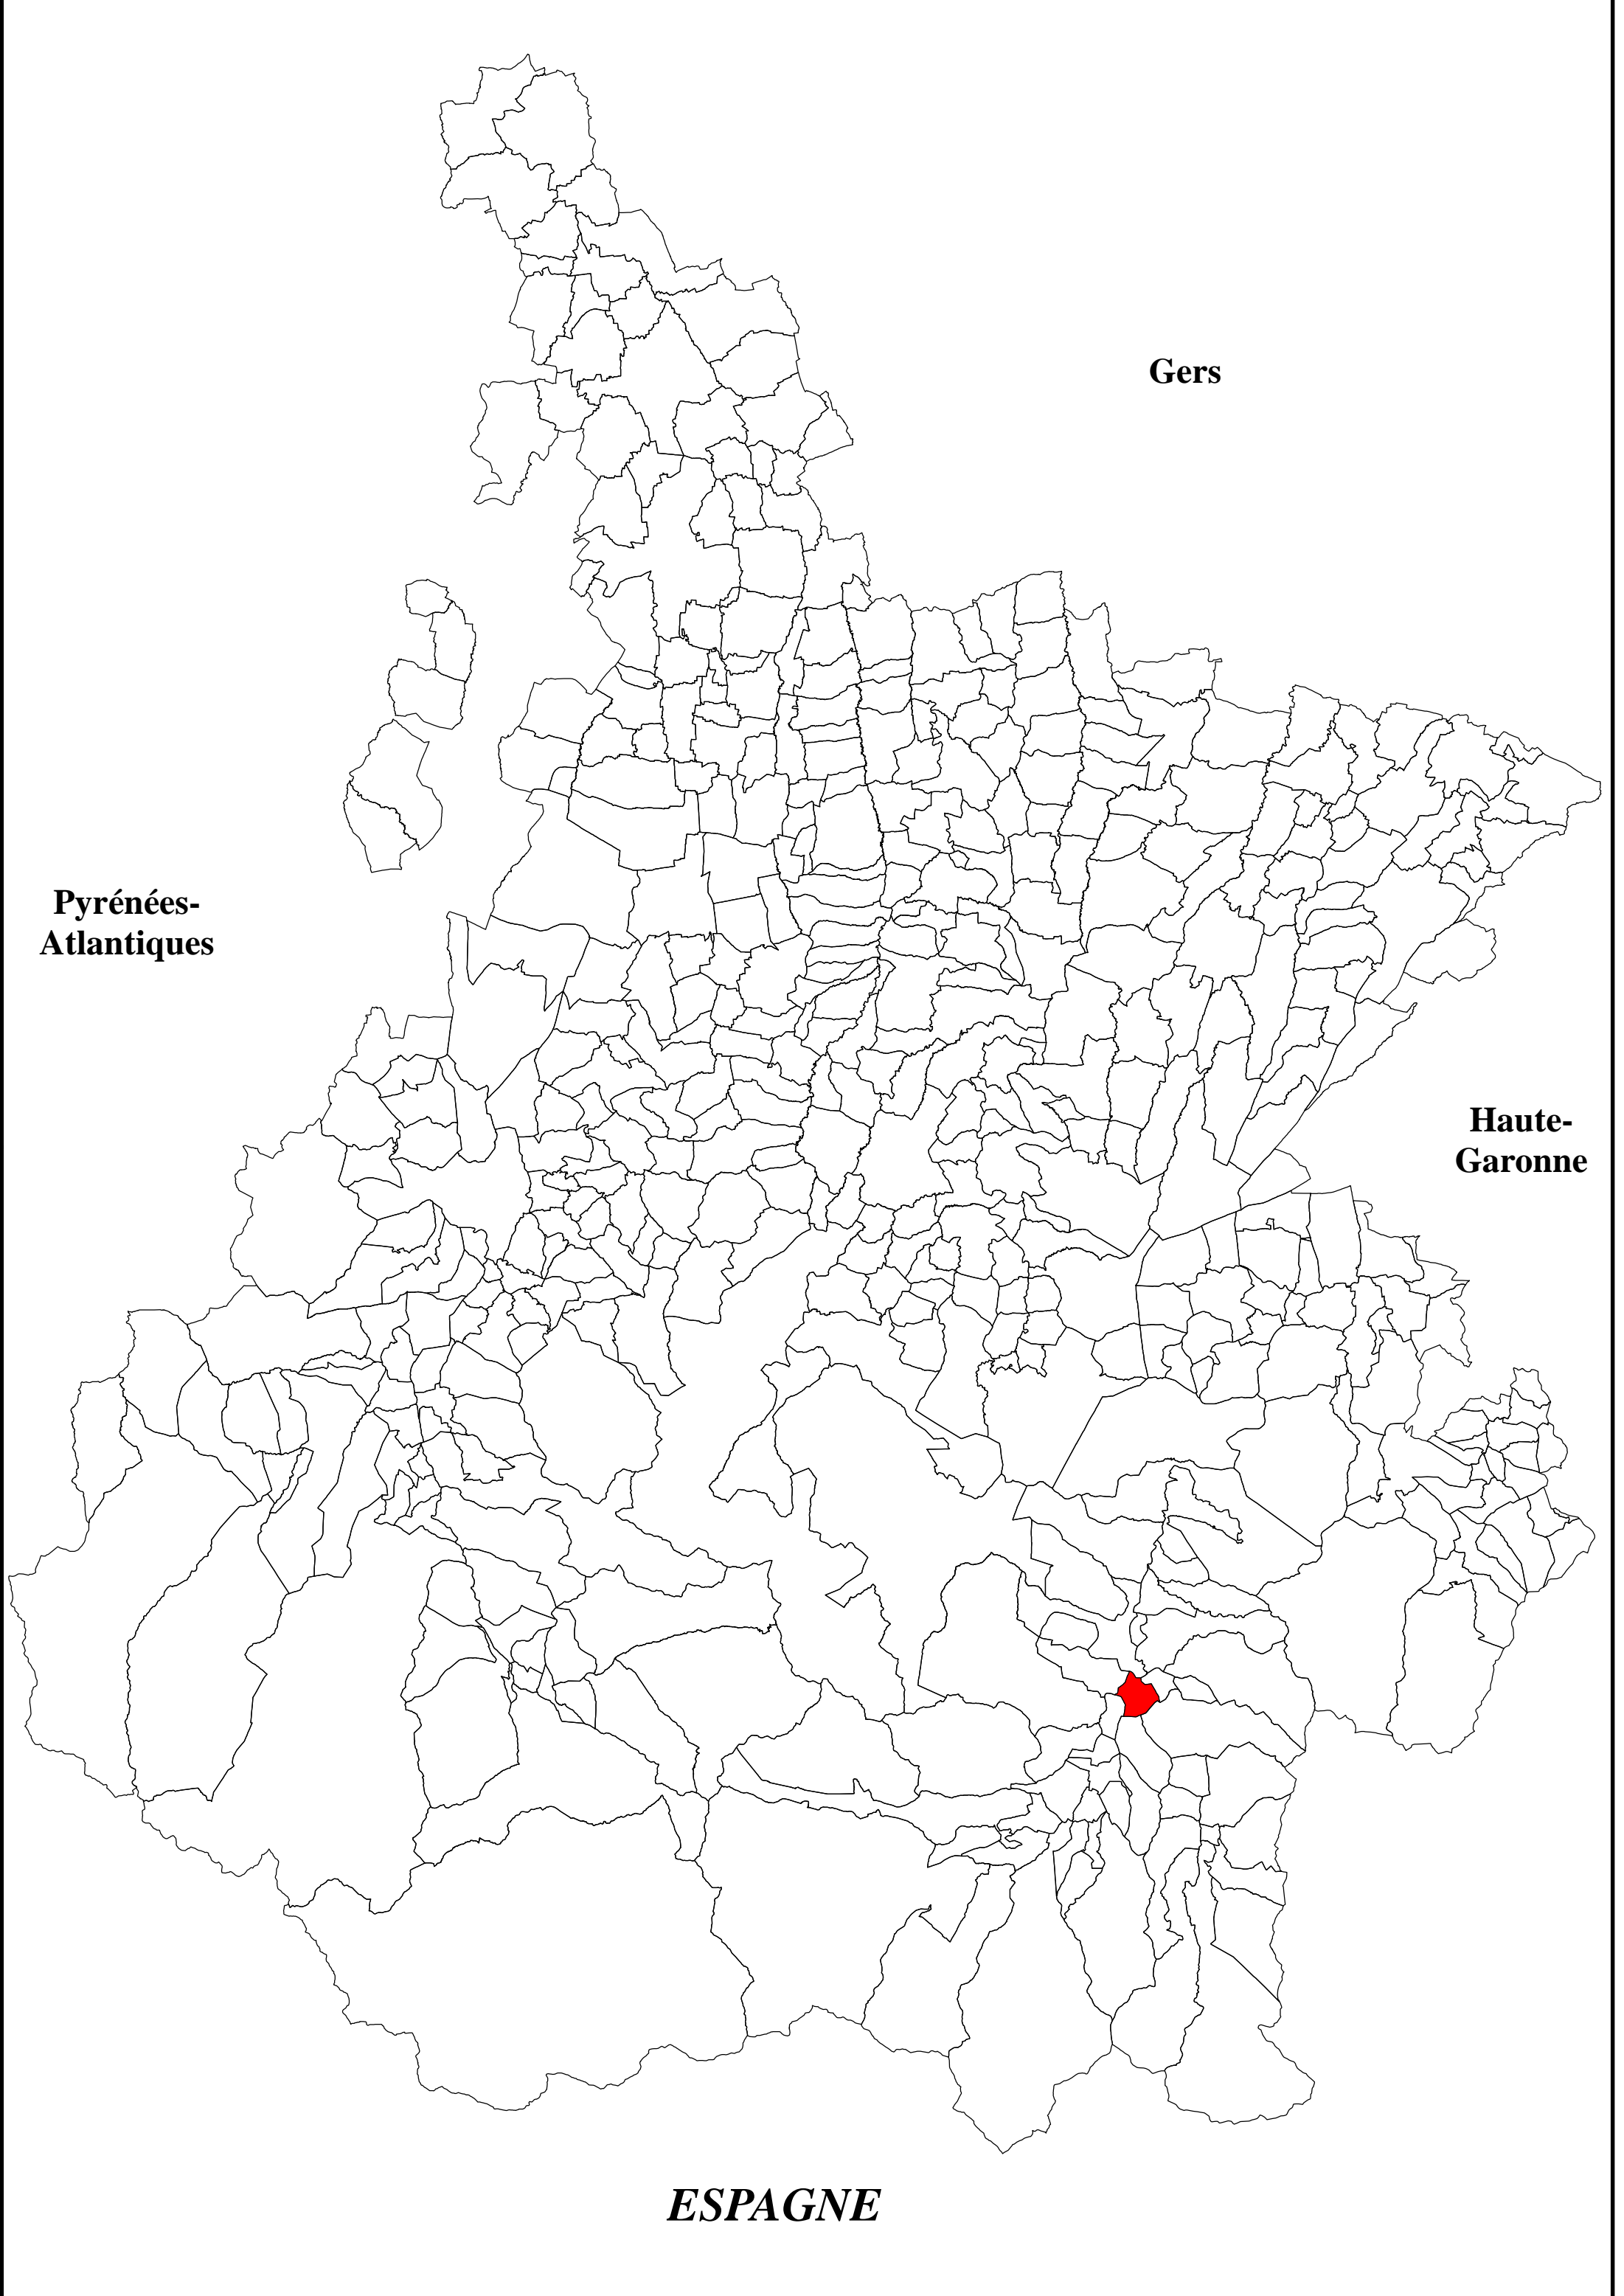 Gers
Pyrénées-
Atlantiques
Haute-
Garonne
ESPAGNE